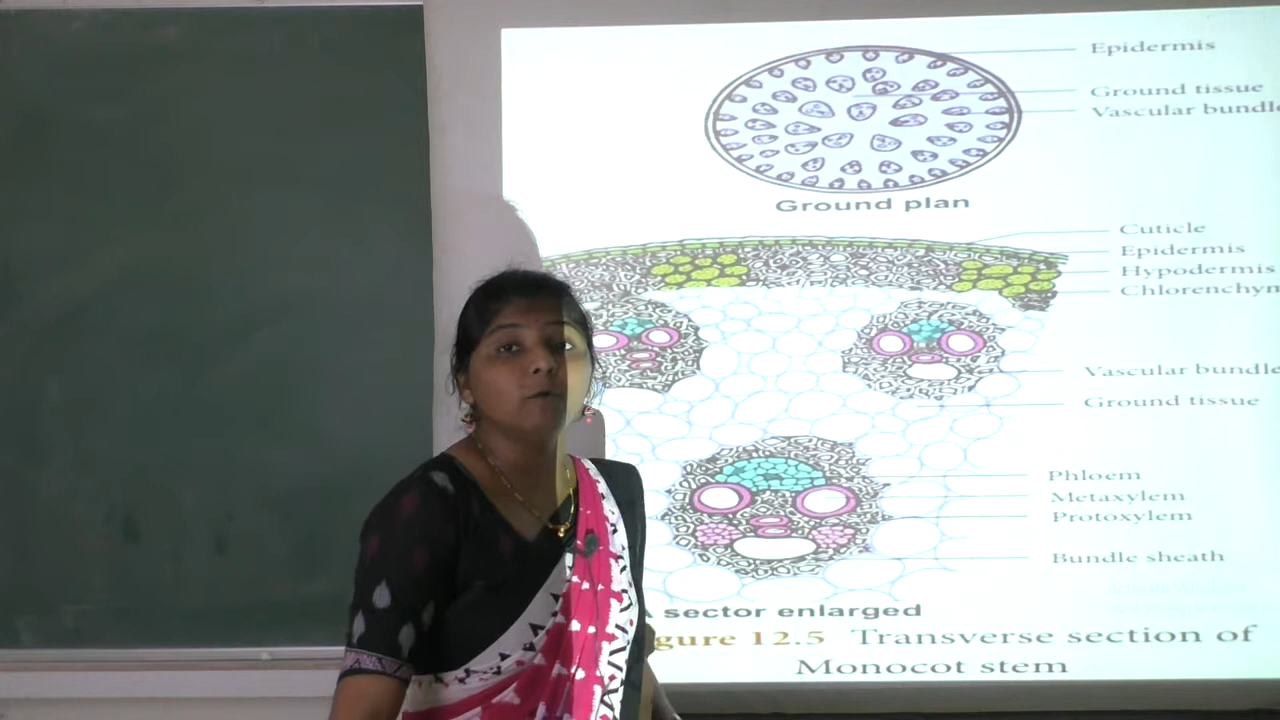 Epidermis
Ground tissue
Vascular bundle
Ground plan
Cuticle
Epidermis
Hypodermis
Chlorenchym
Vascular bundle
Ground tissue
Phloem
Metaxylem
Protoxylem
Bundle sheath
A sector enlarged
gure 12.5 Transverse section of
Monocot stem